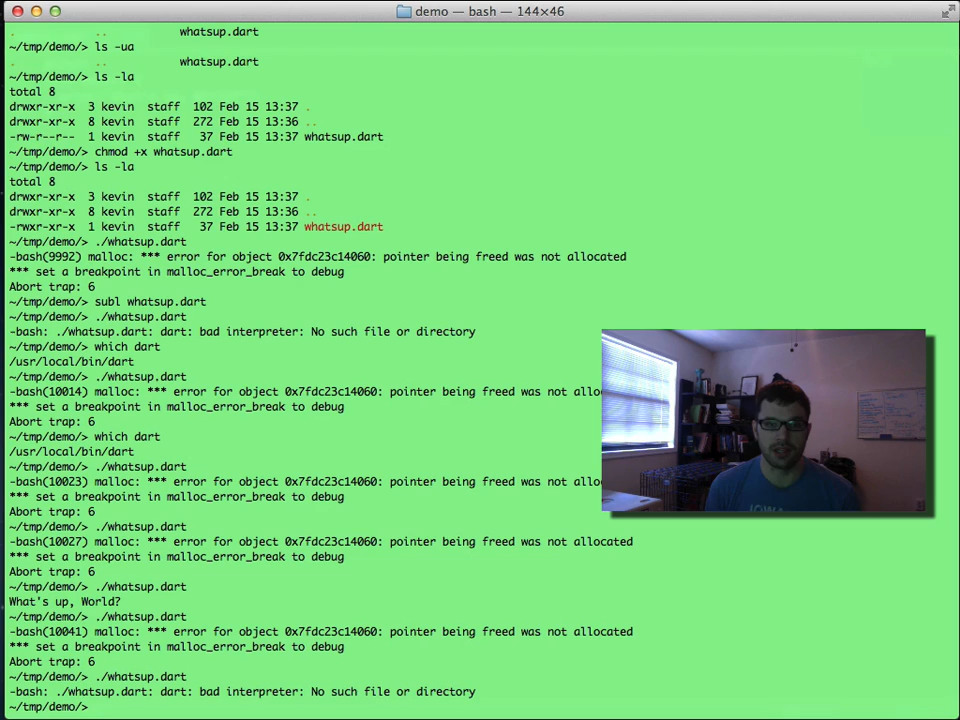 demo — bash — 144×46
. .. whatsup.dart
~/tmp/demo/> ls -ua
. .. whatsup.dart
~/tmp/demo/> ls -la
total 8
drwxr-xr-x 3 kevin staff 102 Feb 15 13:37 .
drwxr-xr-x 8 kevin staff 272 Feb 15 13:36 ..
-rw-r--r-- 1 kevin staff 37 Feb 15 13:37 whatsup.dart
~/tmp/demo/> chmod +x whatsup.dart
~/tmp/demo/> ls -la
total 8
drwxr-xr-x 3 kevin staff 102 Feb 15 13:37 .
drwxr-xr-x 8 kevin staff 272 Feb 15 13:36 ..
-rwxr-xr-x 1 kevin staff 37 Feb 15 13:37 whatsup.dart
~/tmp/demo/> ./whatsup.dart
-bash(9992) malloc: *** error for object 0x7fdc23c14060: pointer being freed was not allocated
*** set a breakpoint in malloc_error_break to debug
Abort trap: 6
~/tmp/demo/> subl whatsup.dart
~/tmp/demo/> ./whatsup.dart
-bash: ./whatsup.dart: dart: bad interpreter: No such file or directory
~/tmp/demo/> which dart
/usr/local/bin/dart
~/tmp/demo/> ./whatsup.dart
-bash(10014) malloc: *** error for object 0x7fdc23c14060: pointer being freed was not allo
*** set a breakpoint in malloc_error_break to debug
Abort trap: 6
~/tmp/demo/> which dart
/usr/local/bin/dart
~/tmp/demo/> ./whatsup.dart
-bash(10023) malloc: *** error for object 0x7fdc23c14060: pointer being freed was not allo
*** set a breakpoint in malloc_error_break to debug
Abort trap: 6
~/tmp/demo/> ./whatsup.dart
-bash(10027) malloc: *** error for object 0x7fdc23c14060: pointer being freed was not allocated
*** set a breakpoint in malloc_error_break to debug
Abort trap: 6
~/tmp/demo/> ./whatsup.dart
What's up, World?
~/tmp/demo/> ./whatsup.dart
-bash(10041) malloc: *** error for object 0x7fdc23c14060: pointer being freed was not allocated
*** set a breakpoint in malloc_error_break to debug
Abort trap: 6
~/tmp/demo/> ./whatsup.dart
-bash: ./whatsup.dart: dart: bad interpreter: No such file or directory
~/tmp/demo/>
IOWA